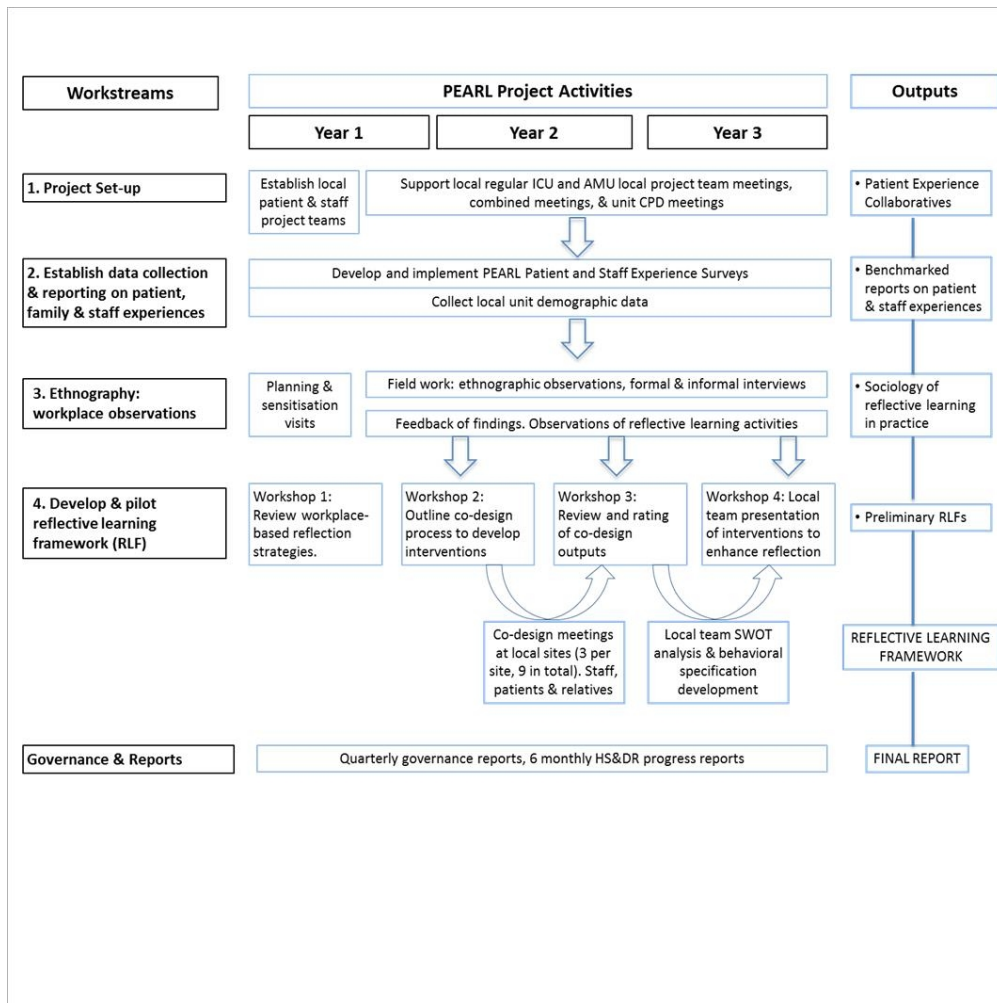 Workstreams
PEARL Project Activities
Outputs
Year 1
Year 2
Year 3
1. Project Set-up
Establish local
patient & staff
project teams
Support local regular ICU and AMU local project team meetings,
combined meetings, & unit CPD meetings
• Patient Experience
Collaboratives
2. Establish data collection
& reporting on patient,
family & staff experiences
Develop and implement PEARL Patient and Staff Experience Surveys
Collect local unit demographic data
• Benchmarked
reports on patient
& staff experiences
3. Ethnography:
workplace observations
Planning &
sensitisation
visits
Field work: ethnographic observations, formal & informal interviews
Feedback of findings. Observations of reflective learning activities
• Sociology of
reflective learning
in practice
4. Develop & pilot
reflective learning
framework (RLF)
Workshop 1:
Review workplace-
based reflection
strategies.
Workshop 2:
Outline co-design
process to develop
interventions
Workshop 3:
Review and rating
of co-design
outputs
Workshop 4: Local
team presentation
of interventions to
enhance reflection
• Preliminary RLFs
Co-design meetings
at local sites (3 per
site, 9 in total). Staff,
patients & relatives
Local team SWOT
analysis & behavioral
specification
development
REFLECTIVE LEARNING
FRAMEWORK
Governance & Reports
Quarterly governance reports, 6 monthly HS&DR progress reports
FINAL REPORT